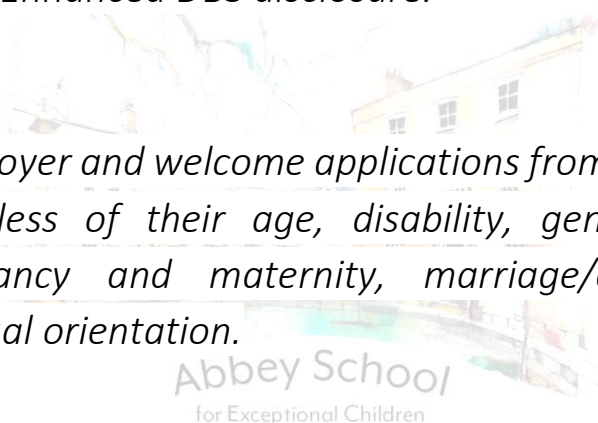 Enhanced DBS disclosure.
oyer and welcome applications from
less of their age, disability, gen
ancy and maternity, marriage/
al orientation.
Abbey School
for Exceptional Children